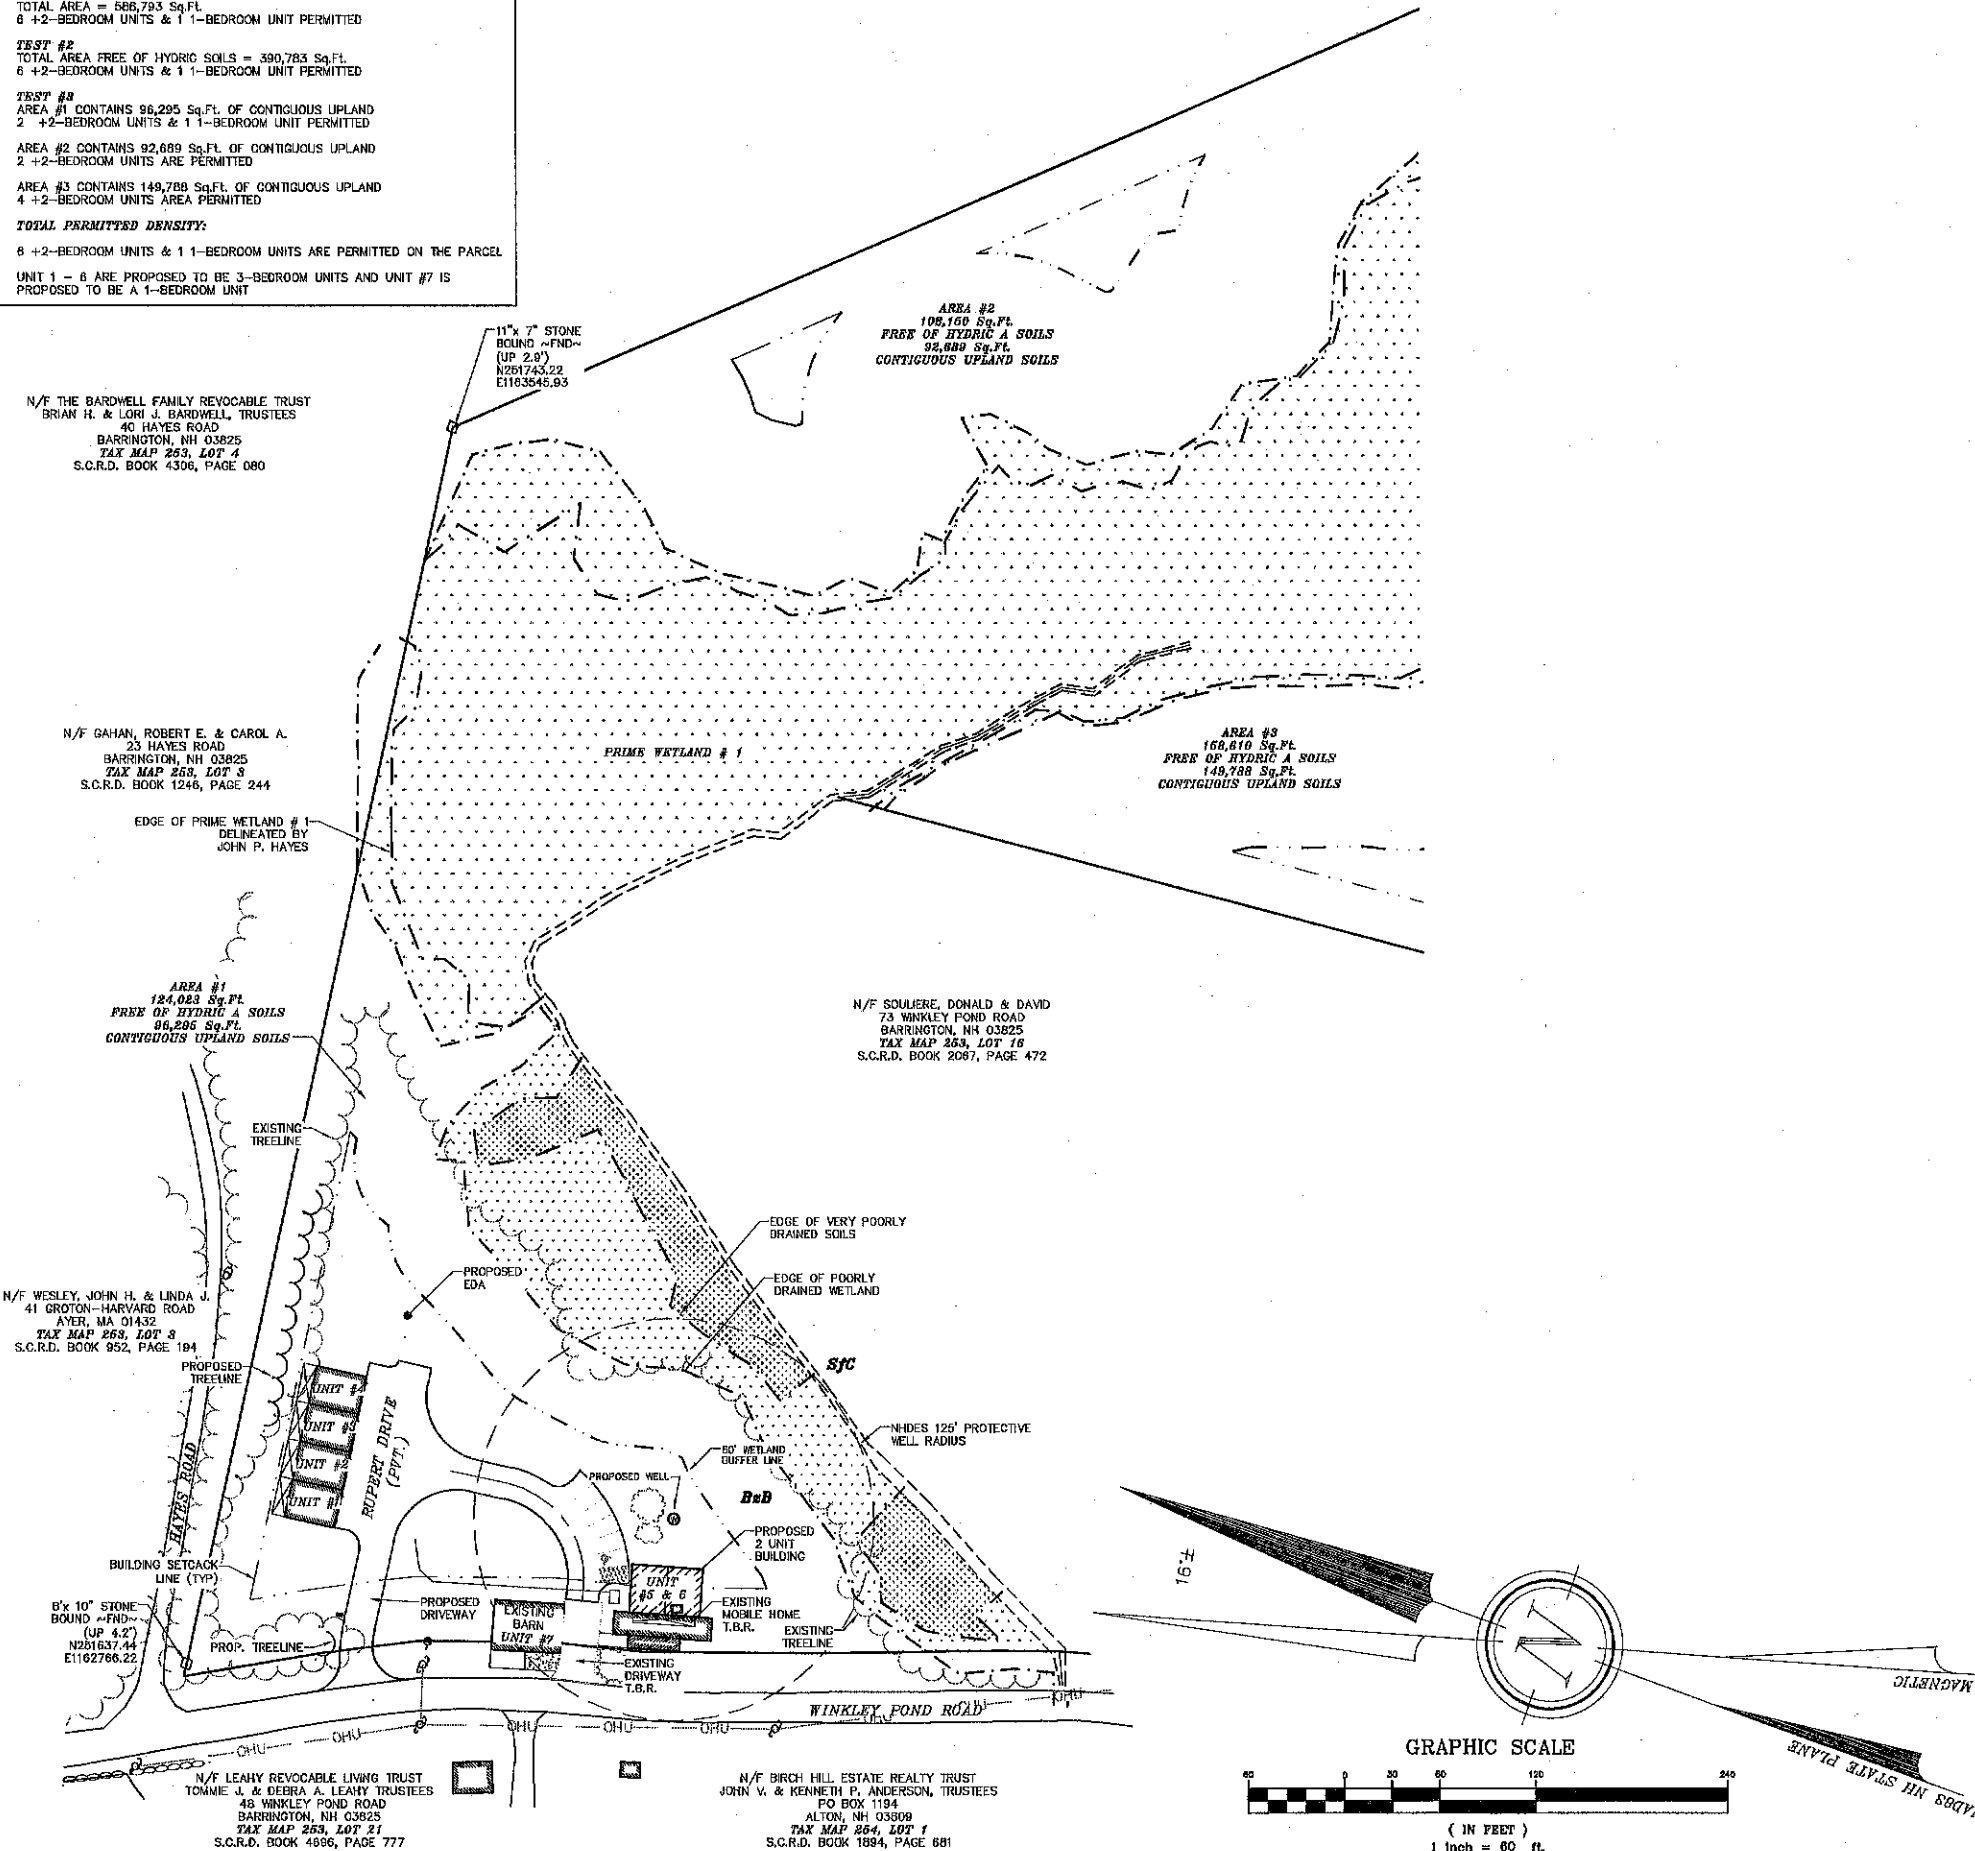 TOTAL AREA = 586,793 Sq.Ft.
6 +2-BEDROOM UNITS & 1 1-BEDROOM UNIT PERMITTED
TEST #2
TOTAL AREA FREE OF HYDRIC SOILS = 390,783 Sq.Ft.
6 +2-BEDROOM UNITS & 1 1-BEDROOM UNIT PERMITTED
TEST #3
AREA #1 CONTAINS 96,295 Sq.Ft. OF CONTIGUOUS UPLAND
2 +2-BEDROOM UNITS & 1 1-BEDROOM UNIT PERMITTED
AREA #2 CONTAINS 92,689 Sq.Ft. OF CONTIGUOUS UPLAND
2 +2-BEDROOM UNITS ARE PERMITTED
AREA #3 CONTAINS 149,788 Sq.Ft. OF CONTIGUOUS UPLAND
4 +2-BEDROOM UNITS AREA PERMITTED
TOTAL PERMITTED DENSITY:
6 +2-BEDROOM UNITS & 1 1-BEDROOM UNITS ARE PERMITTED ON THE PARCEL
UNIT 1 - 6 ARE PROPOSED TO BE 3-BEDROOM UNITS AND UNIT #7 IS
PROPOSED TO BE A 1-BEDROOM UNIT
11"x 7" STONE
BOUND ~FND~
(UP 2.9')
N251743.22
E1163545.93
AREA #2
108,160 Sq.Ft.
FREE OF HYDRIC A SOILS
92,689 Sq.Ft.
CONTIGUOUS UPLAND SOILS
N/F THE BARDWELL FAMILY REVOCABLE TRUST
BRIAN H. & LORI J. BARDWELL, TRUSTEES
40 HAYES ROAD
BARRINGTON, NH 03825
TAX MAP 253, LOT 4
S.C.R.D. BOOK 4306, PAGE 080
N/F GAHAN, ROBERT E. & CAROL A.
23 HAYES ROAD
BARRINGTON, NH 03825
TAX MAP 253, LOT 3
S.C.R.D. BOOK 1246, PAGE 244
PRIME WETLAND # 1
AREA #3
158,610 Sq.Ft.
FREE OF HYDRIC A SOILS
149,788 Sq.Ft.
CONTIGUOUS UPLAND SOILS
EDGE OF PRIME WETLAND # 1
DELINEATED BY
JOHN P. HAYES
AREA #1
124,023 Sq.Ft.
FREE OF HYDRIC A SOILS
96,295 Sq.Ft.
CONTIGUOUS UPLAND SOILS
N/F SOULIERE, DONALD & DAVID
73 WINKLEY POND ROAD
BARRINGTON, NH 03825
TAX MAP 253, LOT 16
S.C.R.D. BOOK 2087, PAGE 472
EXISTING
TREELINE
EDGE OF VERY POORLY
DRAINED SOILS
PROPOSED
EDA
EDGE OF POORLY
DRAINED WETLAND
N/F WESLEY, JOHN H. & LINDA J.
41 GROTON-HARVARD ROAD
AYER, MA 01432
TAX MAP 253, LOT 3
S.C.R.D. BOOK 952, PAGE 194
PROPOSED
TREELINE
SfC
UNIT #4
UNIT #3
UNIT #2
UNIT #1
RUPERT DRIVE
(PVT.)
HAYES ROAD
NHDES 125' PROTECTIVE
WELL RADIUS
50' WETLAND
BUFFER LINE
PROPOSED WELL
W
BzB
PROPOSED
2 UNIT
BUILDING
BUILDING SETCACK
LINE (TYP)
UNIT
#5 & 6
PROPOSED
DRIVEWAY
EXISTING
BARN
UNIT #7
EXISTING
MOBILE HOME
T.B.R.
EXISTING
TREELINE
8"x 10" STONE
BOUND ~FND~
(UP 4.2')
N251637.44
E1162766.22
PROP. TREELINE
EXISTING
DRIVEWAY
T.B.R.
WINKLEY POND ROAD
OHU OHU OHU OHU OHU OHU OHU OHU
N/F LEAHY REVOCABLE LIVING TRUST
TOMMIE J. & DEBRA A. LEAHY TRUSTEES
48 WINKLEY POND ROAD
BARRINGTON, NH 03825
TAX MAP 253, LOT 21
S.C.R.D. BOOK 4696, PAGE 777
N/F BIRCH HILL ESTATE REALTY TRUST
JOHN V. & KENNETH P. ANDERSON, TRUSTEES
PO BOX 1194
ALTON, NH 03809
TAX MAP 254, LOT 1
S.C.R.D. BOOK 1894, PAGE 681
16.±
N
MAGNETIC
NH STATE PLANE
GRAPHIC SCALE
60 0 30 60 120 240
( IN FEET )
1 inch = 60 ft.